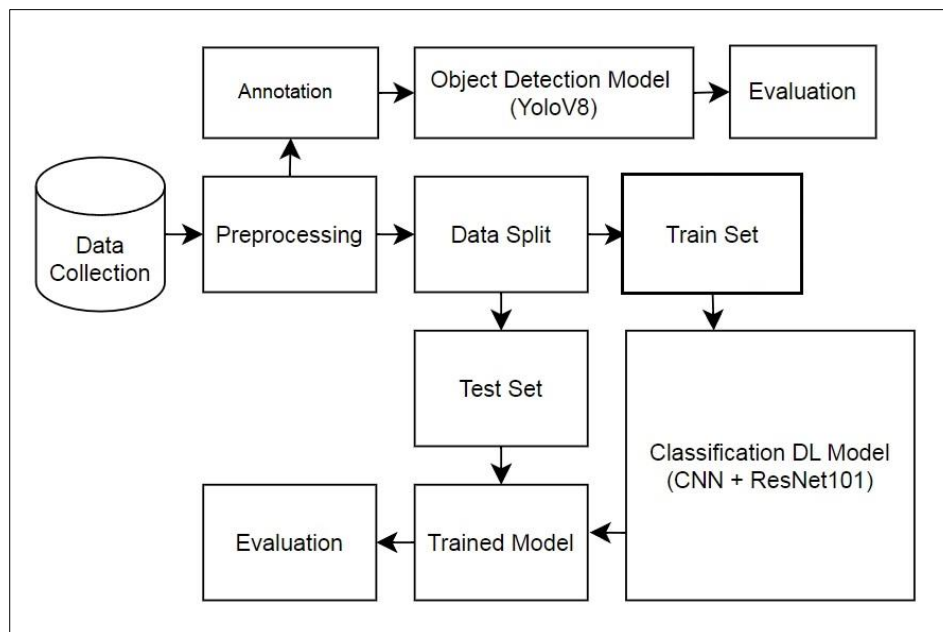 Annotation
Object Detection Model
(YoloV8)
Evaluation
Data
Collection
Preprocessing
Data Split
Train Set
Test Set
Classification DL Model
(CNN + ResNet101)
Evaluation
Trained Model